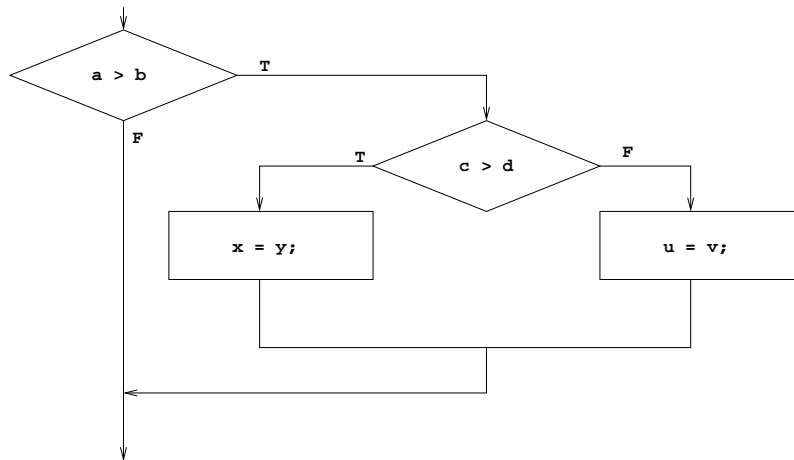 a > b
T
F
T
c > d
F
x = y;
u = v;